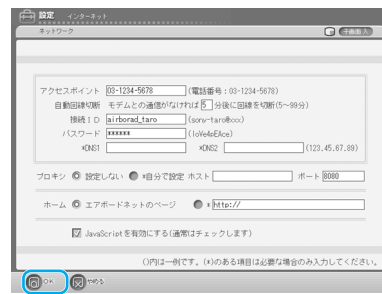 設定 インターネット
ネットワーク 子画面 入
アクセスポイント 03-1234-5678 (電話番号：03-1234-5678)
自動回線切断 モデムとの通信がなければ 5 分後に回線を切断(5~99分)
接続ＩＤ airborad_taro (sony-taro@xxx)
パスワード ****** (loVe4sEAce)
*DNS1 *DNS2 (123.45.67.89)
プロキシ 設定しない *自分で設定 ホスト ポート 8080
ホーム エアボードネットのページ * http://
JavaScriptを有効にする(通常はチェックします)
()内は一例です。(*)のある項目は必要な場合のみ入力してください。
OK やめる